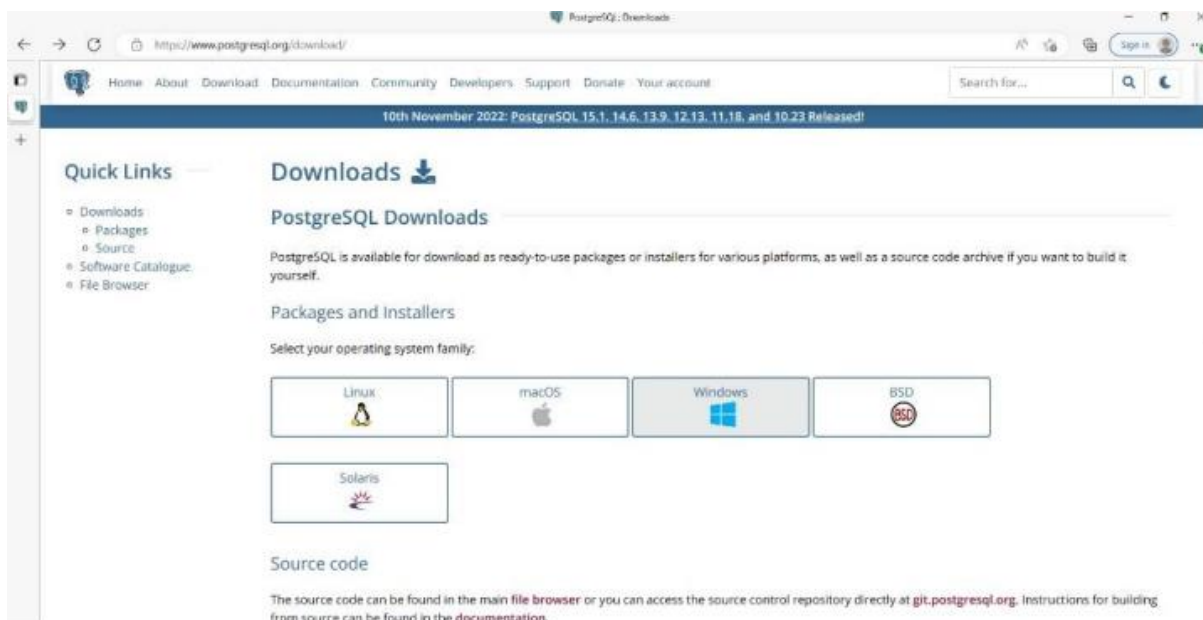 PostgreSQL: Downloads
https://www.postgresql.org/download/
Sign in
Home About Download Documentation Community Developers Support Donate Your account
Search for...
10th November 2022: PostgreSQL 15.1, 14.6, 13.9, 12.13, 11.18, and 10.23 Released!
Quick Links
Downloads
Packages
Source
Software Catalogue
File Browser
Downloads
PostgreSQL Downloads
PostgreSQL is available for download as ready-to-use packages or installers for various platforms, as well as a source code archive if you want to build it
yourself.
Packages and Installers
Select your operating system family:
Linux
macOS
Windows
BSD
BSD
Solaris
Source code
The source code can be found in the main file browser or you can access the source control repository directly at git.postgresql.org. Instructions for building
from source can be found in the documentation.